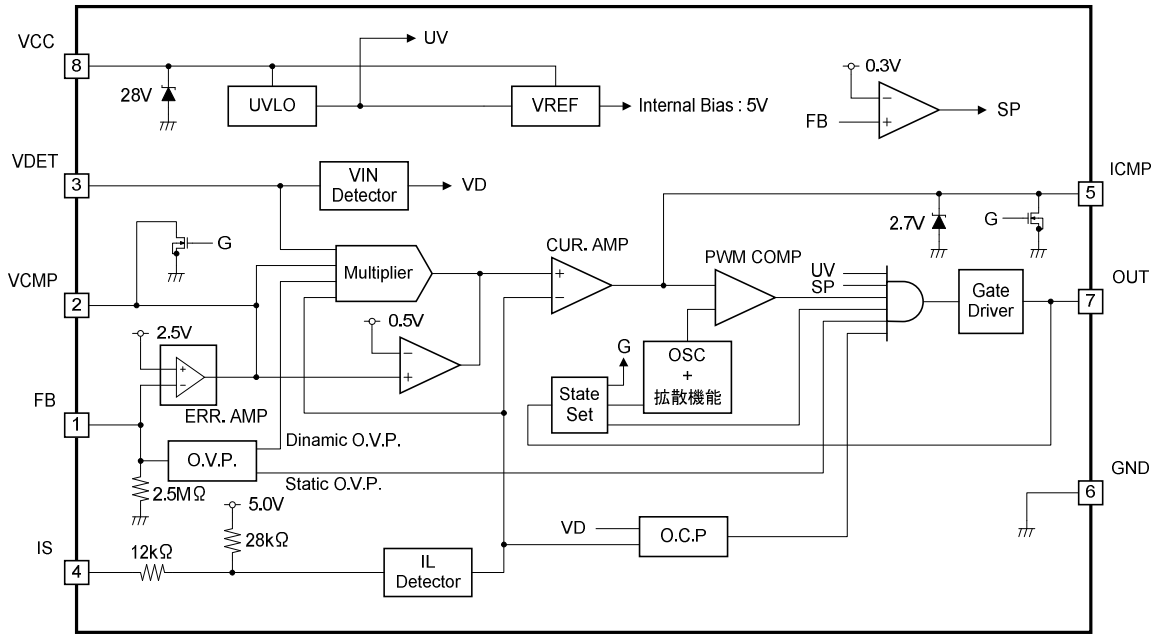 VCC
8
UV
28V
UVLO
VREF
Internal Bias : 5V
0.3V
FB
SP
VDET
3
VIN
Detector
VD
ICMP
5
2.7V
G
G
VCMP
2
Multiplier
CUR. AMP
PWM COMP
UV
SP
Gate
Driver
OUT
7
2.5V
0.5V
ERR. AMP
G
OSC
+
拡散機能
State
Set
FB
1
Dinamic O.V.P.
O.V.P.
Static O.V.P.
2.5MΩ
5.0V
GND
6
IS
4
12kΩ
28kΩ
IL
Detector
VD
O.C.P